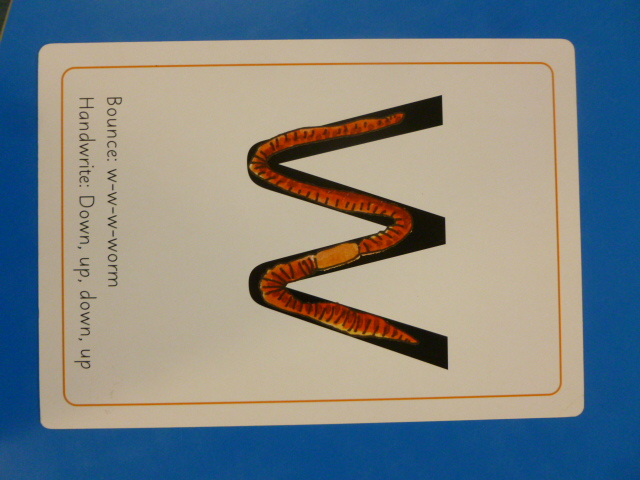 w
Bounce: w-w-w-worm
Handwrite: Down, up, down, up